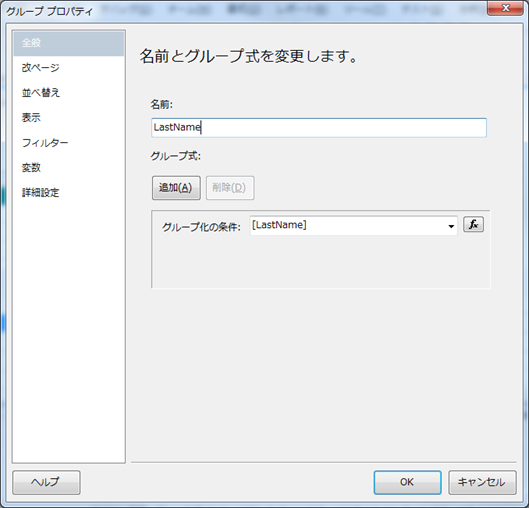 グループ プロパティ
全般
改ページ
並べ替え
表示
フィルター
変数
詳細設定
名前とグループ式を変更します。
名前:
LastName
グループ式:
追加(A)
削除(D)
グループ化の条件:
[LastName]
fx
ヘルプ
OK
キャンセル